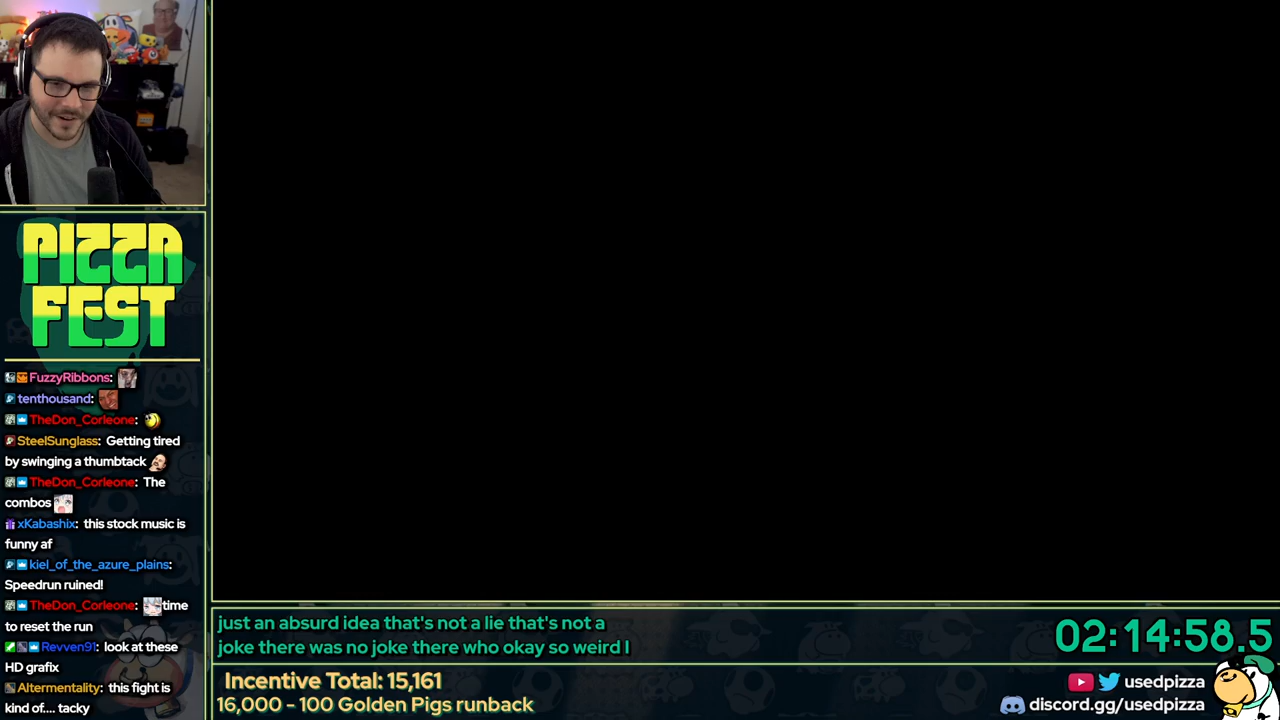 PIZZA
FEST
FuzzyRibbons:
tenthousand:
TheDon_Corleone:
SteelSunglass: Getting tired
by swinging a thumbtack
TheDon_Corleone: The
combos
xKabashix: this stock music is
funny af
kiel_of_the_azure_plains:
Speedrun ruined!
TheDon_Corleone: time
to reset the run
Revven91: look at these
HD grafix
Altermentality: this fight is
kind of.... tacky
just an absurd idea that's not a lie that's not a
joke there was no joke there who okay so weird I
02:14:58.5
Incentive Total: 15,161
16,000 - 100 Golden Pigs runback
usedpizza
discord.gg/usedpizza